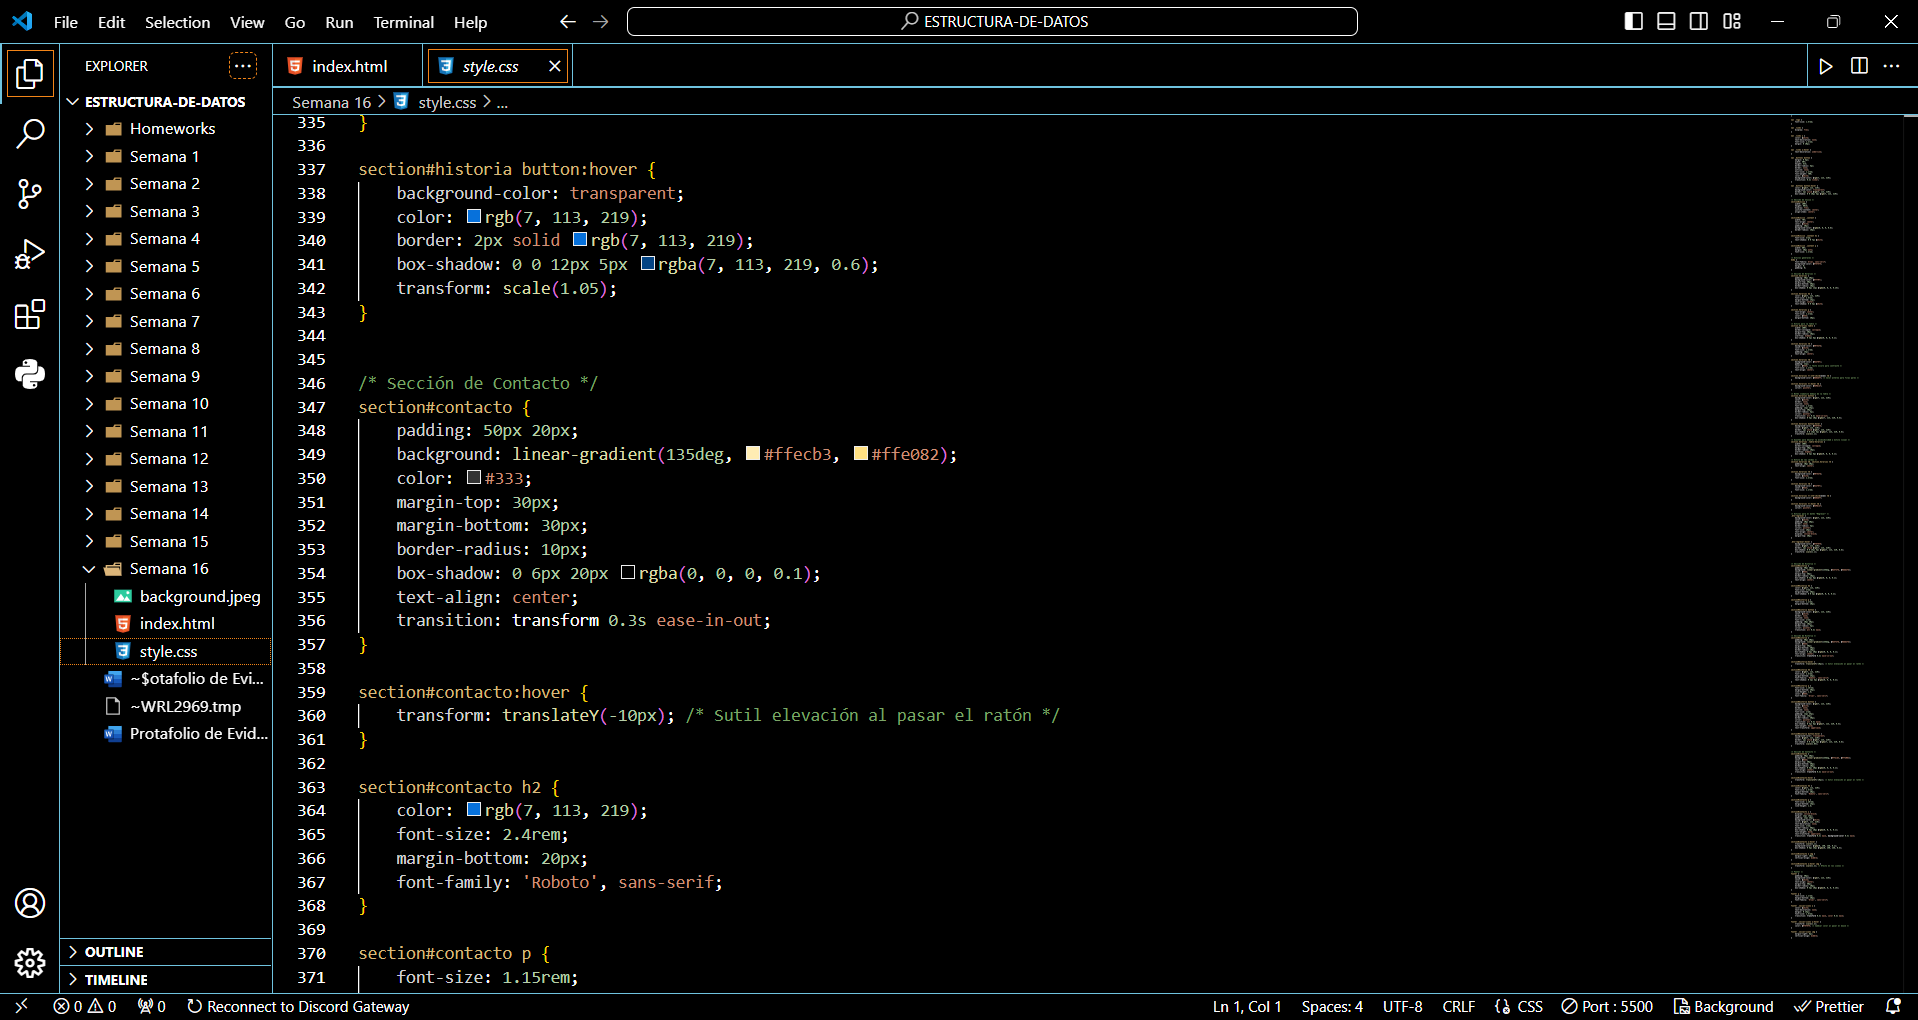 File Edit Selection View Go Run Terminal Help
ESTRUCTURA-DE-DATOS
EXPLORER
ESTRUCTURA-DE-DATOS
Homeworks
Semana 1
Semana 2
Semana 3
Semana 4
Semana 5
Semana 6
Semana 7
Semana 8
Semana 9
Semana 10
Semana 11
Semana 12
Semana 13
Semana 14
Semana 15
Semana 16
background.jpeg
index.html
style.css
~$otafolio de Evi...
~WRL2969.tmp
Protafolio de Evid...
OUTLINE
TIMELINE
index.html
style.css
Semana 16 > style.css > ...
335 }
336
337 section#historia button:hover {
338 background-color: transparent;
339 color: rgb(7, 113, 219);
340 border: 2px solid rgb(7, 113, 219);
341 box-shadow: 0 0 12px 5px rgba(7, 113, 219, 0.6);
342 transform: scale(1.05);
343 }
344
345
346 /* Sección de Contacto */
347 section#contacto {
348 padding: 50px 20px;
349 background: linear-gradient(135deg, #ffecb3, #ffe082);
350 color: #333;
351 margin-top: 30px;
352 margin-bottom: 30px;
353 border-radius: 10px;
354 box-shadow: 0 6px 20px rgba(0, 0, 0, 0.1);
355 text-align: center;
356 transition: transform 0.3s ease-in-out;
357 }
358
359 section#contacto:hover {
360 transform: translateY(-10px); /* Sutil elevación al pasar el ratón */
361 }
362
363 section#contacto h2 {
364 color: rgb(7, 113, 219);
365 font-size: 2.4rem;
366 margin-bottom: 20px;
367 font-family: 'Roboto', sans-serif;
368 }
369
370 section#contacto p {
371 font-size: 1.15rem;
0 0 0 Reconnect to Discord Gateway
Ln 1, Col 1 Spaces: 4 UTF-8 CRLF {} CSS Port : 5500 Background Prettier